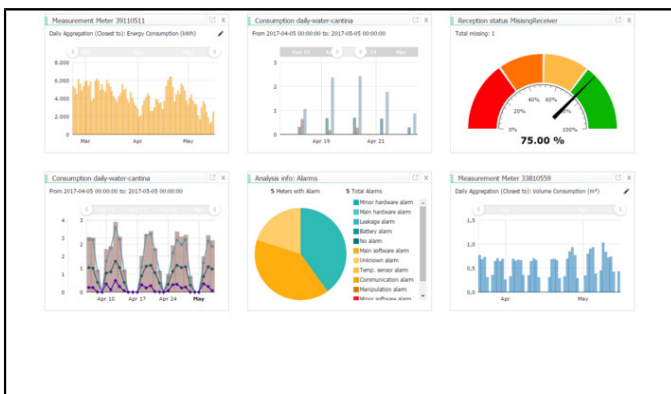 Measurement Meter 39110511
Daily Aggregation (Closest to): Energy Consumption (kWh)
8.000
6.000
4.000
2.000
0
Mar
Apr
May
Consumption daily-water-cantina
From 2017-04-05 00:00:00 to: 2017-05-05 00:00:00
3
2
1
0
Apr 19
Apr 21
Reception status MisisngReceiver
Total missing: 1
0%
20%
40%
60%
100%
75.00 %
Consumption daily-water-cantina
From 2017-04-05 00:00:00 to: 2017-05-05 00:00:00
4 3
3
2
2
1
1
0 0
Apr 10 Apr 17 Apr 24 May
Analysis info: Alarms
5 Meters with Alarm 5 Total Alarms
Minor hardware alarm
Main hardware alarm
Leakage alarm
Battery alarm
No alarm
Main software alarm
Unknown alarm
Temp. sensor alarm
Communication alarm
Manipulation alarm
Minor software alarm
Measurement Meter 33810559
Daily Aggregation (Closest to): Volume Consumption (m³)
1,5
1,0
0,5
0,0
Apr
May